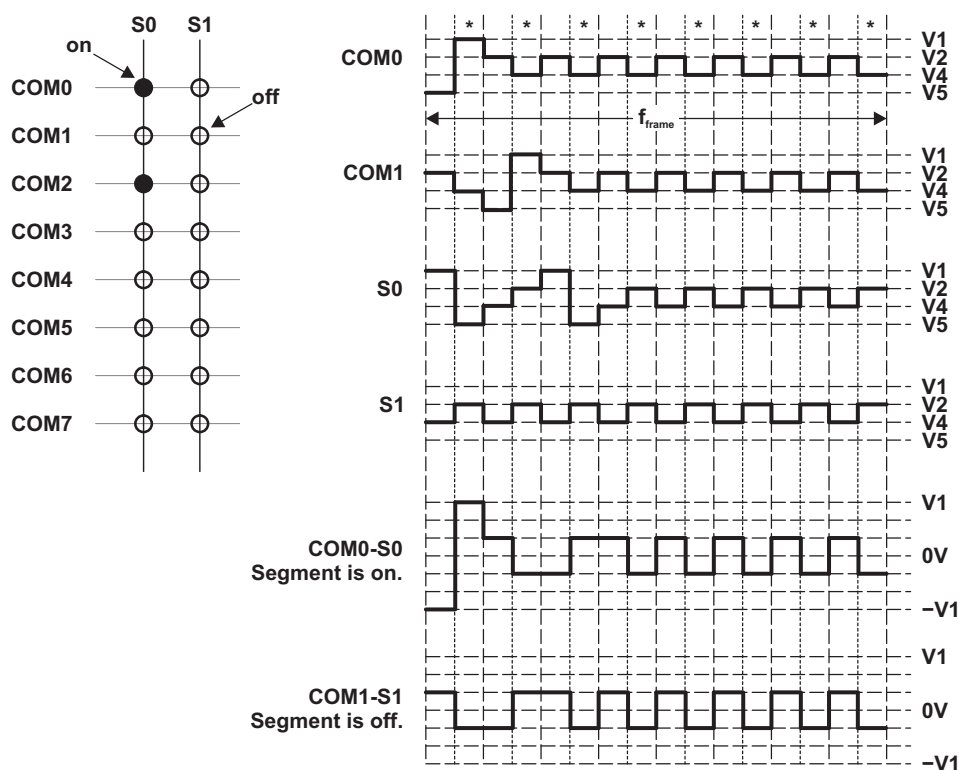 S0 S1
on
off
COM0
COM1
COM2
COM3
COM4
COM5
COM6
COM7
* * * * * * * *
COM0
V1
V2
V4
V5
fframe
COM1
V1
V2
V4
V5
S0
V1
V2
V4
V5
S1
V1
V2
V4
V5
COM0-S0
Segment is on.
V1
0V
−V1
COM1-S1
Segment is off.
V1
0V
−V1